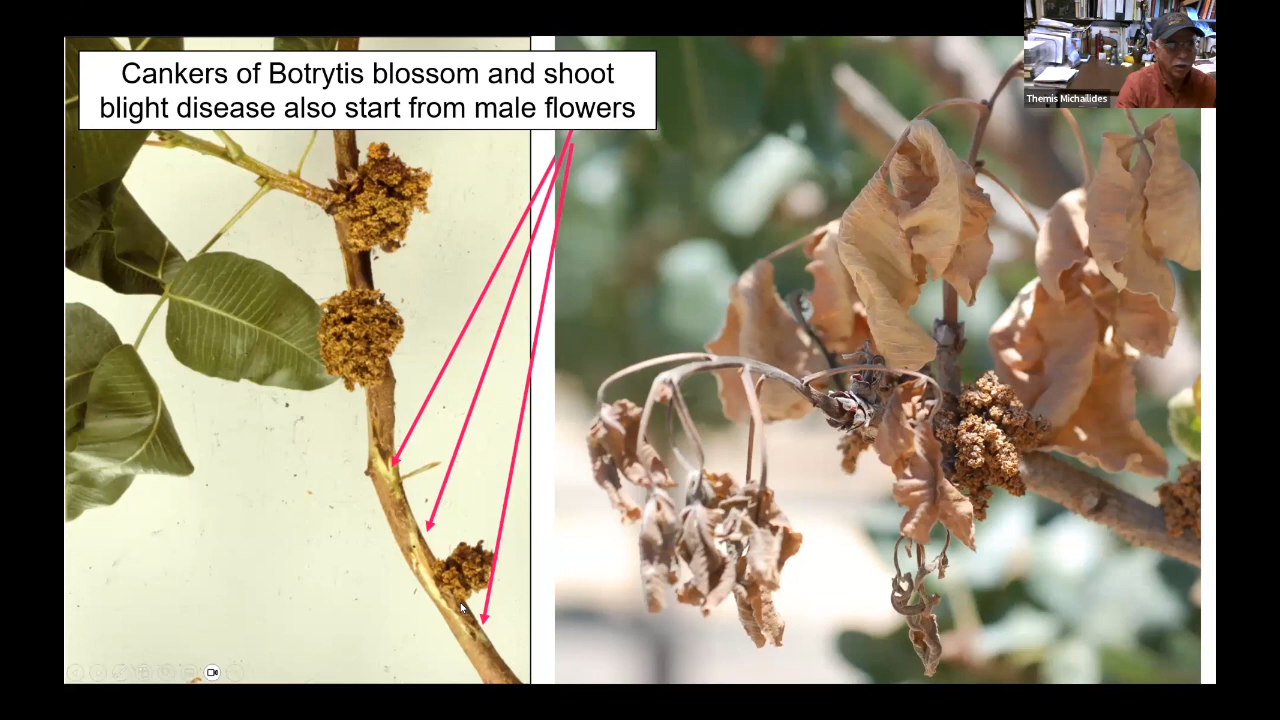 Cankers of Botrytis blossom and shoot
blight disease also start from male flowers
Themis Michailides